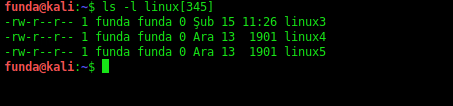 funda@kali:~$ ls -l linux[345]
-rw-r--r-- 1 funda funda 0 Şub 15 11:26 linux3
-rw-r--r-- 1 funda funda 0 Ara 13  1901 linux4
-rw-r--r-- 1 funda funda 0 Ara 13  1901 linux5
funda@kali:~$